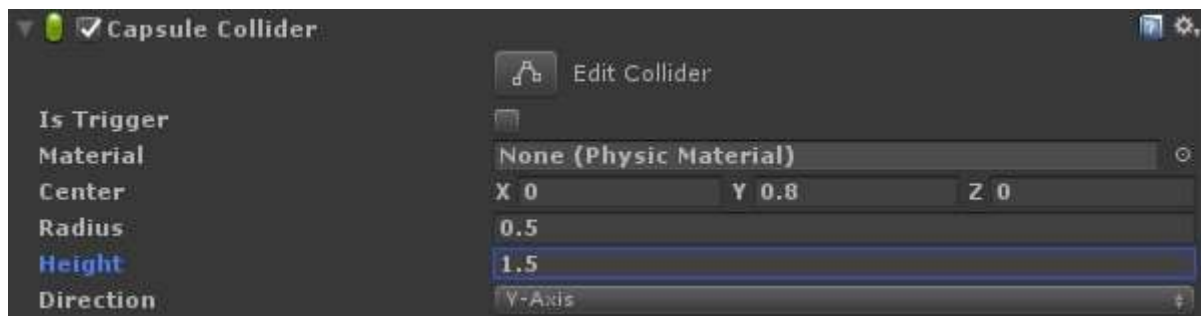 Capsule Collider
Edit Collider
Is Trigger
Material None (Physic Material)
Center X 0 Y 0.8 Z 0
Radius 0.5
Height 1.5
Direction Y-Axis